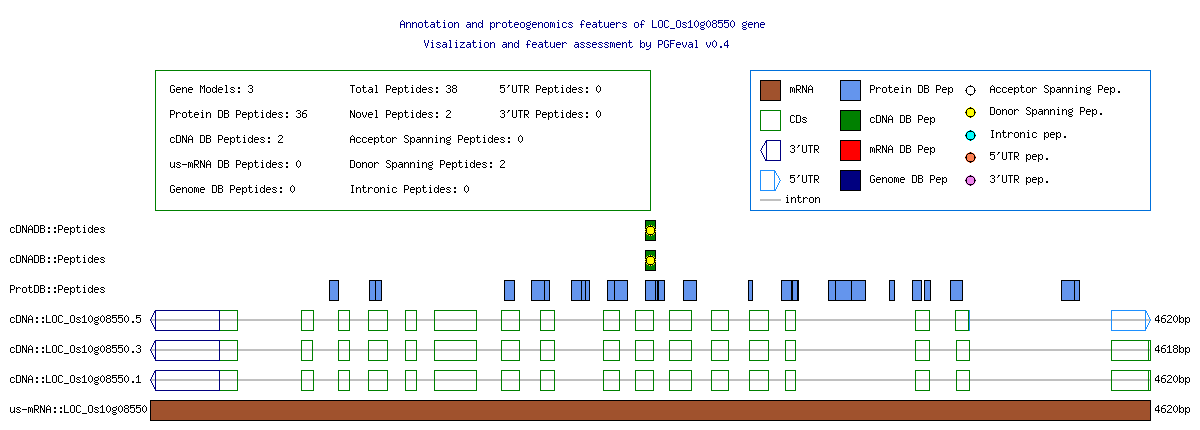 Annotation and proteogenomics featuers of LOC_Os10g08550 gene
Visalization and featuer assessment by PGFeval v0.4
Gene Models: 3 Total Peptides: 38 5'UTR Peptides: 0
Protein DB Peptides: 36 Novel Peptides: 2 3'UTR Peptides: 0
cDNA DB Peptides: 2 Acceptor Spanning Peptides: 0
us-mRNA DB Peptides: 0 Donor Spanning Peptides: 2
Genome DB Peptides: 0 Intronic Peptides: 0
mRNA Protein DB Pep Acceptor Spanning Pep.
CDs cDNA DB Pep Donor Spanning Pep.
3'UTR mRNA DB Pep Intronic pep.
5'UTR Genome DB Pep 5'UTR pep.
intron 3'UTR pep.
cDNADB::Peptides
cDNADB::Peptides
ProtDB::Peptides
cDNA::LOC_Os10g08550.5 4620bp
cDNA::LOC_Os10g08550.3 4618bp
cDNA::LOC_Os10g08550.1 4620bp
us-mRNA::LOC_Os10g08550 4620bp